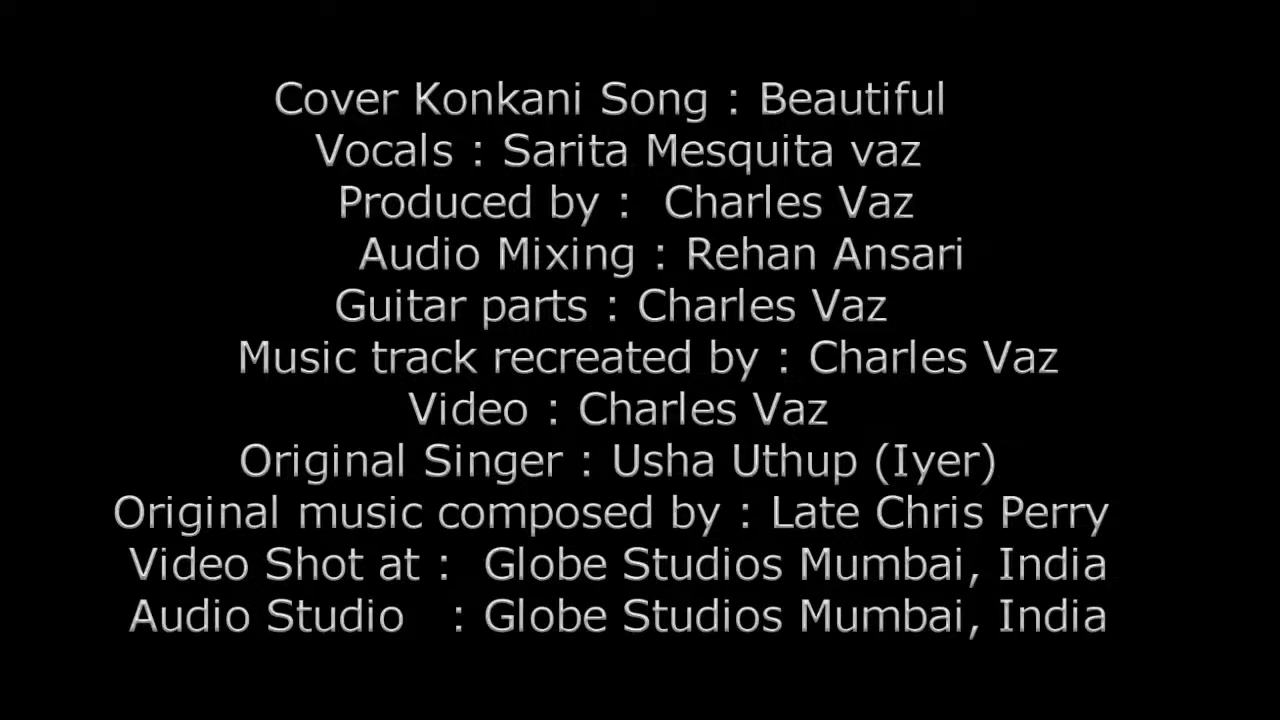 Cover Konkani Song : Beautiful
Vocals : Sarita Mesquita vaz
Produced by :  Charles Vaz
Audio Mixing : Rehan Ansari
Guitar parts : Charles Vaz
Music track recreated by : Charles Vaz
Video : Charles Vaz
Original Singer : Usha Uthup (Iyer)
Original music composed by : Late Chris Perry
Video Shot at :  Globe Studios Mumbai, India
Audio Studio   : Globe Studios Mumbai, India